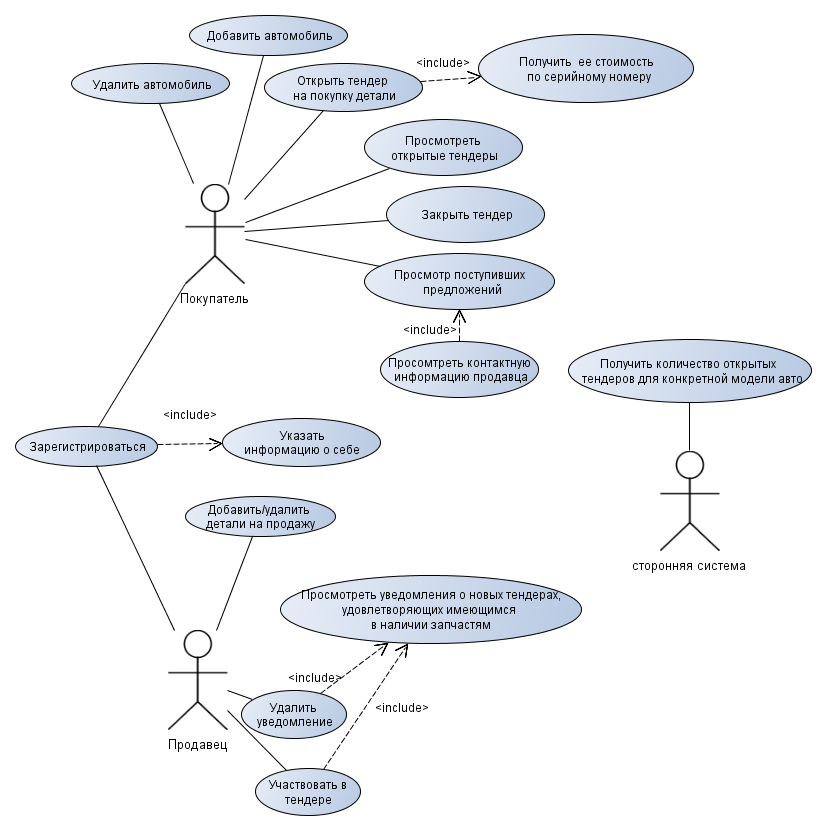 Добавить автомобиль
Удалить автомобиль
Открыть тендер
на покупку детали
<include>
Получить ее стоимость
по серийному номеру
Просмотреть
открытые тендеры
Закрыть тендер
Просмотр поступивших
предложений
Покупатель
<include>
Просомтреть контактную
информацию продавца
Получить количество открытых
тендеров для конкретной модели авто
<include>
Зарегистрироваться
Указать
информацию о себе
Добавить/удалить
детали на продажу
сторонняя система
Просмотреть уведомления о новых тендерах,
удовлетворяющих имеющимся
в наличии запчастям
<include>
Удалить
уведомление
<include>
Продавец
Участвовать в
тендере